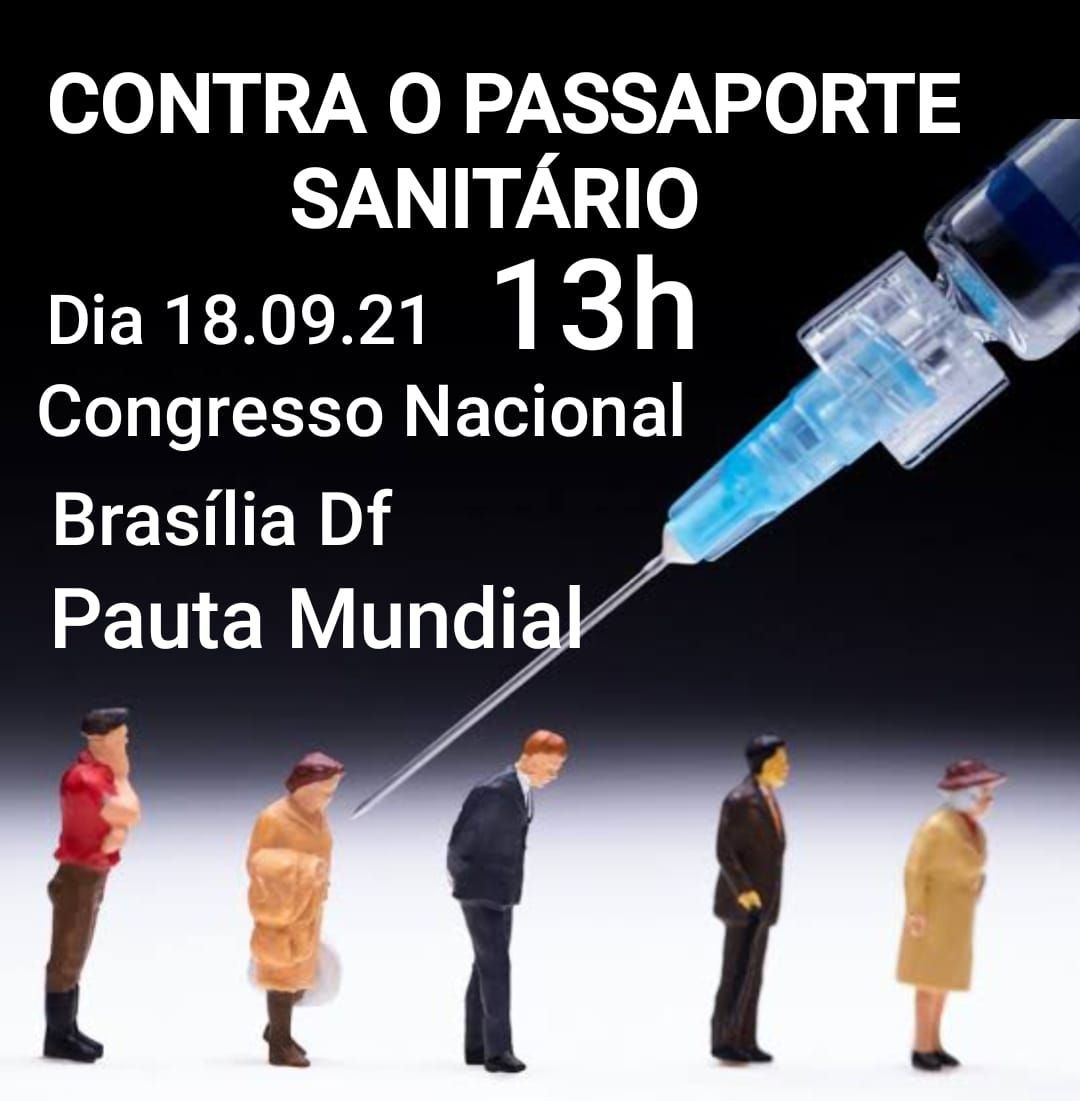 CONTRA O PASSAPORTE
SANITÁRIO
Dia 18.09.21 13h
Congresso Nacional
Brasília Df
Pauta Mundial